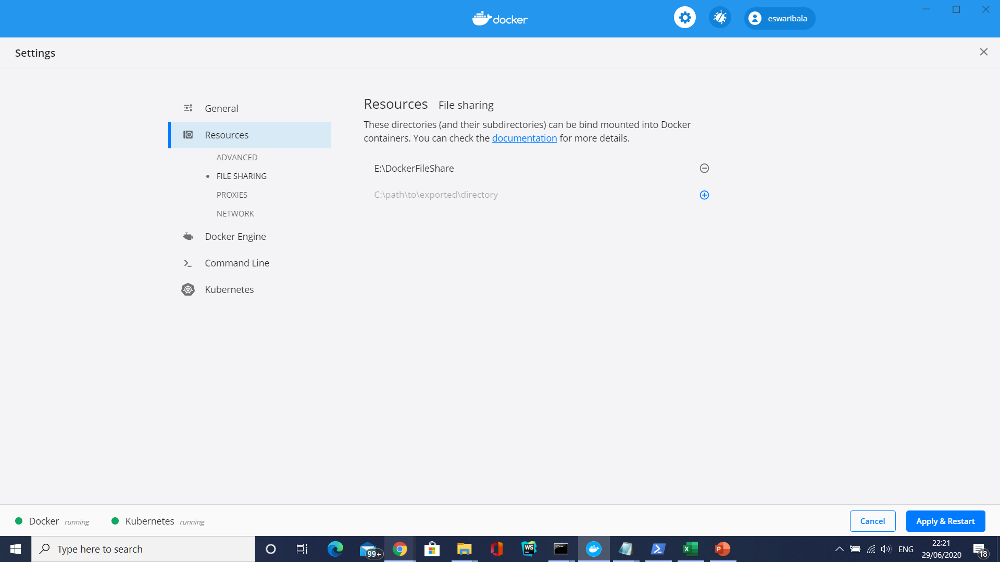 docker
eswaribala
Settings
General
Resources
ADVANCED
FILE SHARING
PROXIES
NETWORK
Docker Engine
Command Line
Kubernetes
Resources File sharing
These directories (and their subdirectories) can be bind mounted into Docker
containers. You can check the documentation for more details.
E:\DockerFileShare
C:\path\to\exported\directory
Docker running Kubernetes running
Cancel Apply & Restart
Type here to search
99+
WS
X
P
ENG
22:21
29/06/2020
18